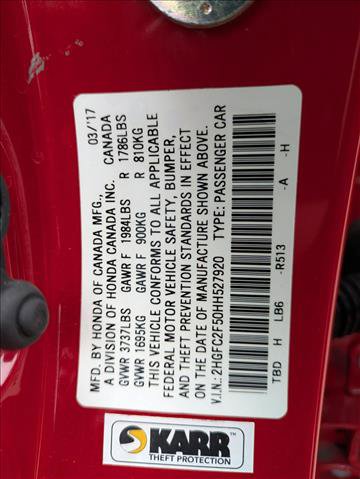 MFD. BY HONDA OF CANADA MFG., 03/'17
A DIVISION OF HONDA CANADA INC. CANADA
GVWR 3737LBS GAWR F 1984LBS R 1786LBS
GVWR 1695KG GAWR F 900KG R 810KG
THIS VEHICLE CONFORMS TO ALL APPLICABLE
FEDERAL MOTOR VEHICLE SAFETY, BUMPER,
AND THEFT PREVENTION STANDARDS IN EFFECT
ON THE DATE OF MANUFACTURE SHOWN ABOVE.
V.I.N.: 2HGFC2F50HH527920 TYPE: PASSENGER CAR
TBD H LB6 -R513 -A -H
KARR
THEFT PROTECTION